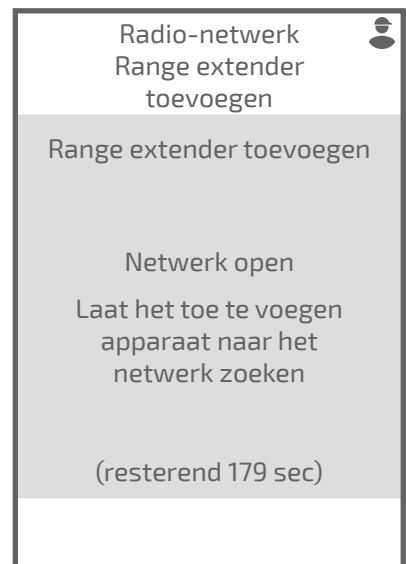 Radio-netwerk
Range extender
toevoegen
Range extender toevoegen
Netwerk open
Laat het toe te voegen
apparaat naar het
netwerk zoeken
(resterend 179 sec)